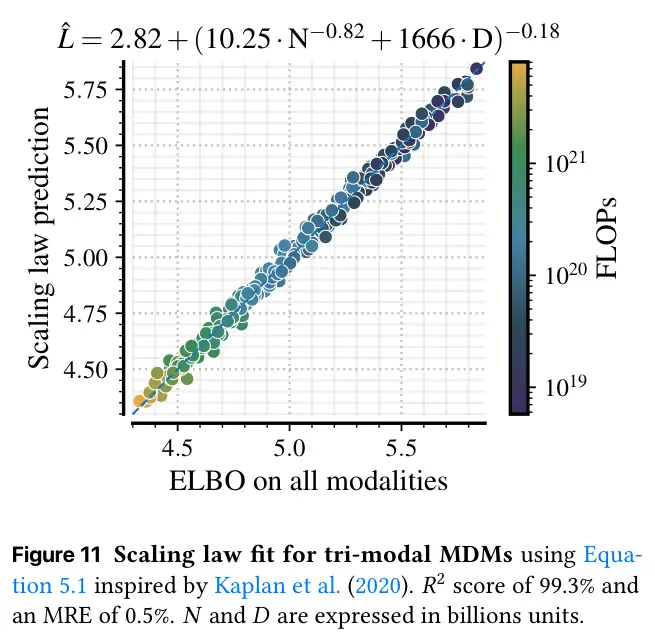 L̂ = 2.82 + (10.25 · N^−0.82 + 1666 · D)^−0.18
5.75
5.50
5.25
5.00
4.75
4.50
Scaling law prediction
4.5 5.0 5.5
ELBO on all modalities
10^21
10^20
10^19
FLOPs
Figure 11 Scaling law fit for tri-modal MDMs using Equa-
tion 5.1 inspired by Kaplan et al. (2020). R^2 score of 99.3% and
an MRE of 0.5%. N and D are expressed in billions units.